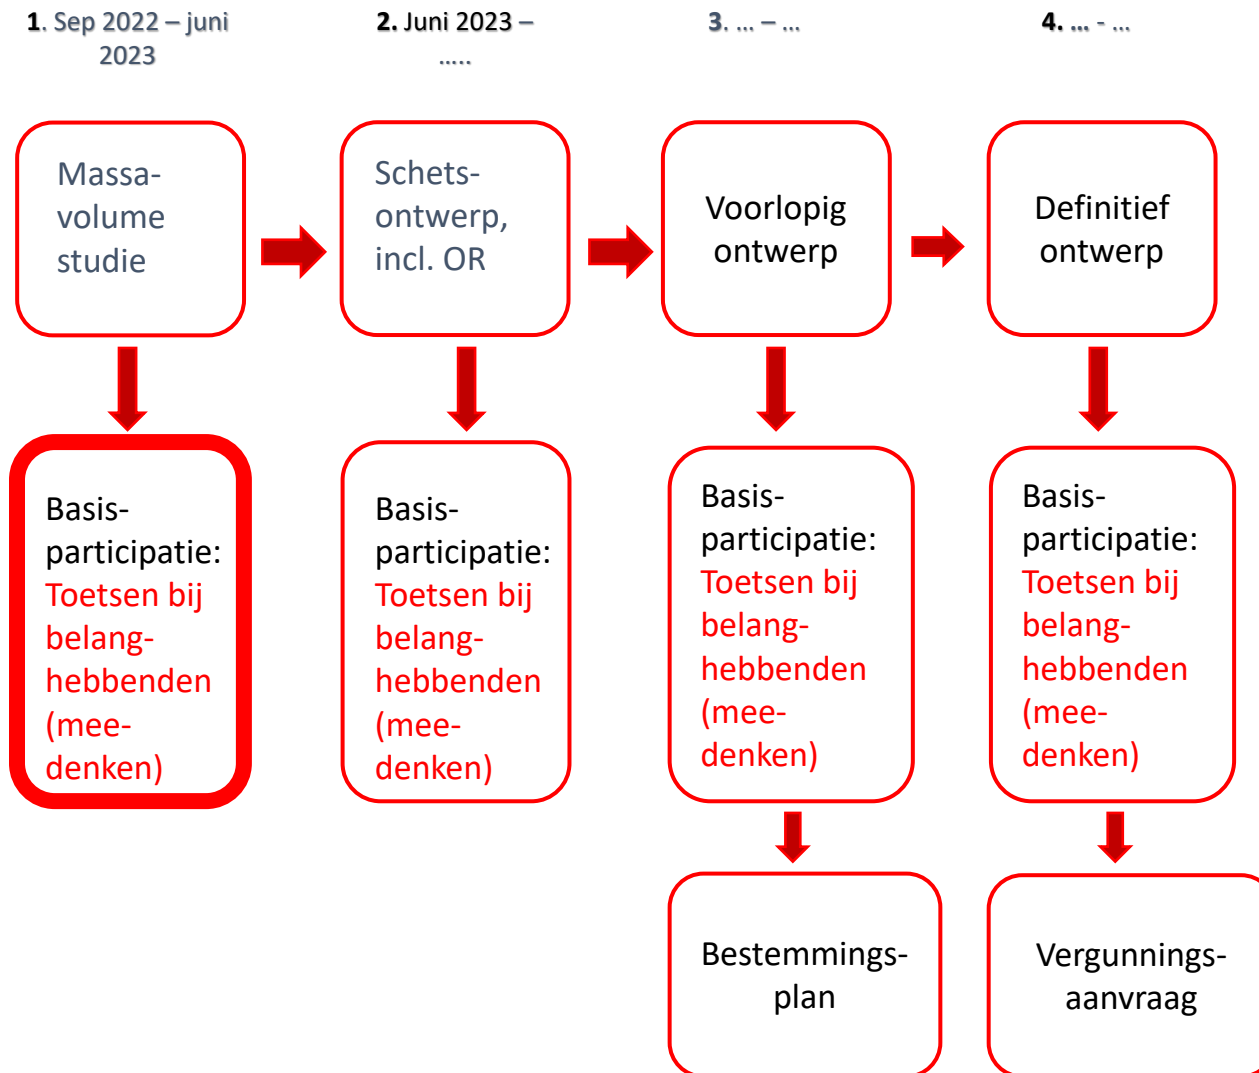 1. Sep 2022 – juni
2023
2. Juni 2023 –
.....
3. ... – ...
4. ... - ...
Massa-
volume
studie
Schets-
ontwerp,
incl. OR
Voorlopig
ontwerp
Definitief
ontwerp
Basis-
participatie:
Toetsen bij
belang-
hebbenden
(mee-
denken)
Basis-
participatie:
Toetsen bij
belang-
hebbenden
(mee-
denken)
Basis-
participatie:
Toetsen bij
belang-
hebbenden
(mee-
denken)
Basis-
participatie:
Toetsen bij
belang-
hebbenden
(mee-
denken)
Bestemmings-
plan
Vergunnings-
aanvraag